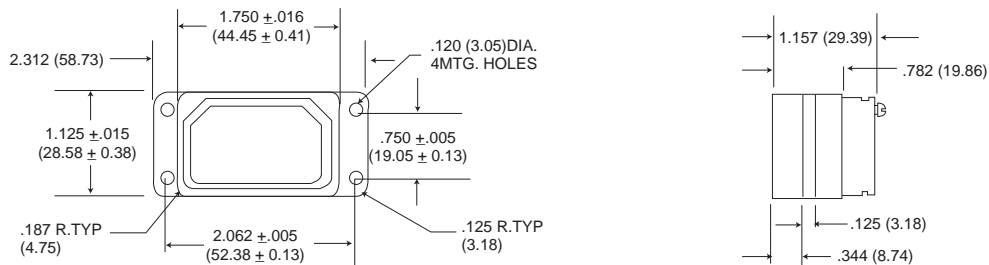 1.750 ±.016
(44.45 ± 0.41)
2.312 (58.73)
.120 (3.05)DIA.
4MTG. HOLES
1.125 ±.015
(28.58 ± 0.38)
.750 ±.005
(19.05 ± 0.13)
.187 R.TYP
(4.75)
2.062 ±.005
(52.38 ± 0.13)
.125 R.TYP
(3.18)
1.157 (29.39)
.782 (19.86)
.125 (3.18)
.344 (8.74)